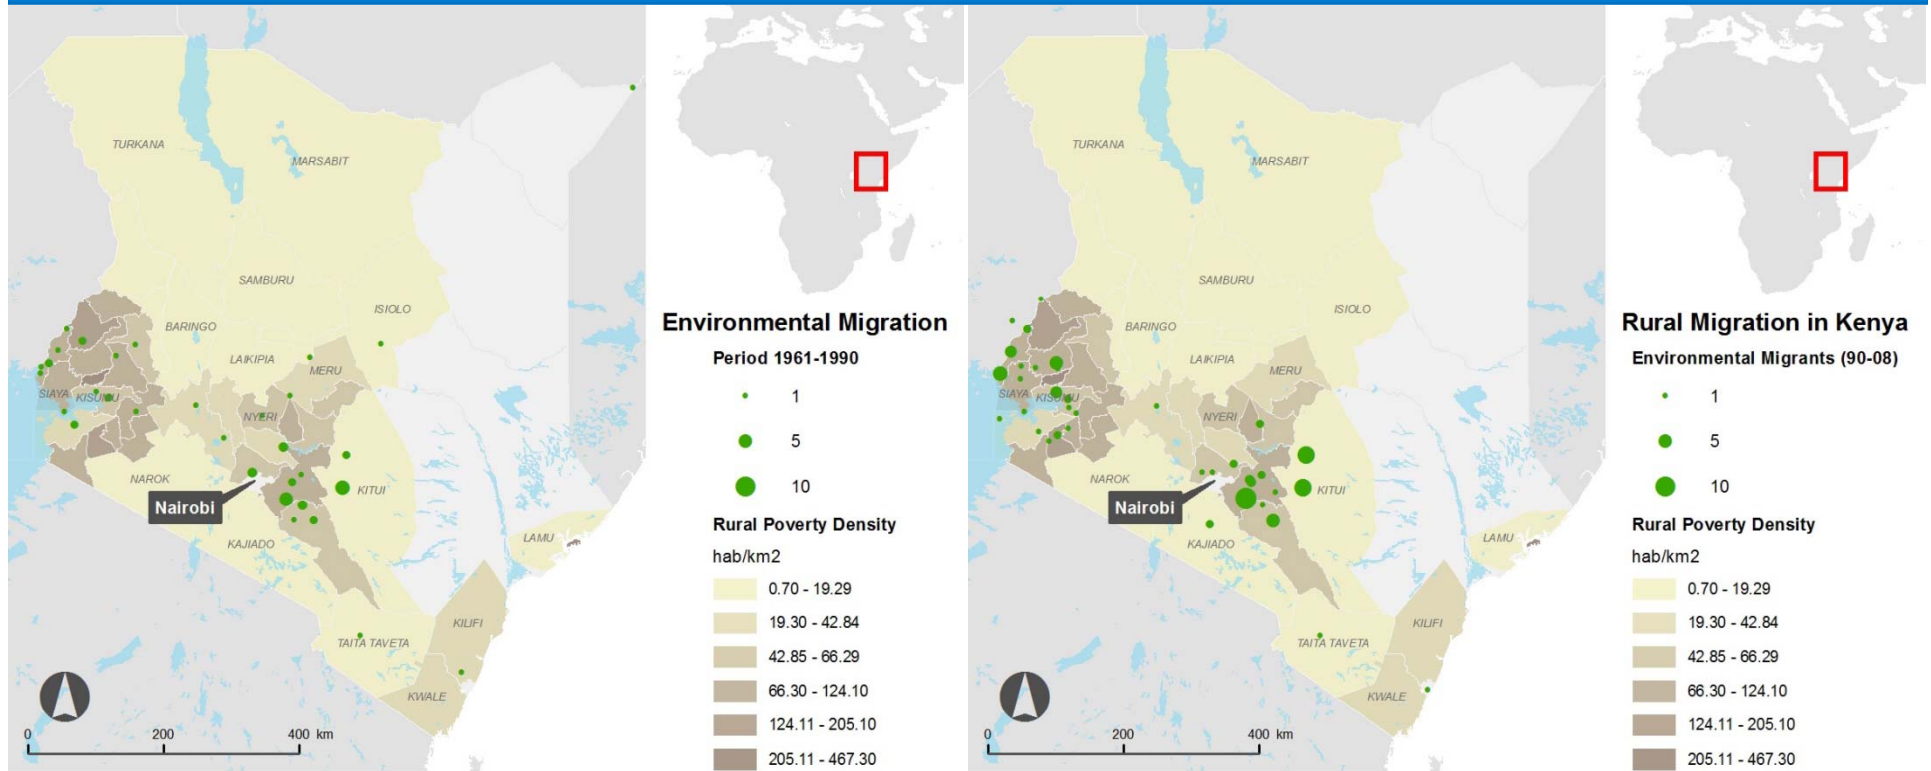 TURKANA
MARSABIT
SAMBURU
ISIOLO
BARINGO
LAIKIPIA
MERU
SIAYA
KISUMU
NYERI
NAROK
KITUI
Nairobi
KAJIADO
LAMU
KILIFI
TAITA TAVETA
KWALE
0 200 400 km
Environmental Migration
Period 1961-1990
1
5
10
Rural Poverty Density
hab/km2
0.70 - 19.29
19.30 - 42.84
42.85 - 66.29
66.30 - 124.10
124.11 - 205.10
205.11 - 467.30
TURKANA
MARSABIT
SAMBURU
ISIOLO
BARINGO
LAIKIPIA
MERU
SIAYA
KISUMU
NYERI
NAROK
KITUI
Nairobi
KAJIADO
LAMU
KILIFI
TAITA TAVETA
KWALE
0 200 400 km
Rural Migration in Kenya
Environmental Migrants (90-08)
1
5
10
Rural Poverty Density
hab/km2
0.70 - 19.29
19.30 - 42.84
42.85 - 66.29
66.30 - 124.10
124.11 - 205.10
205.11 - 467.30